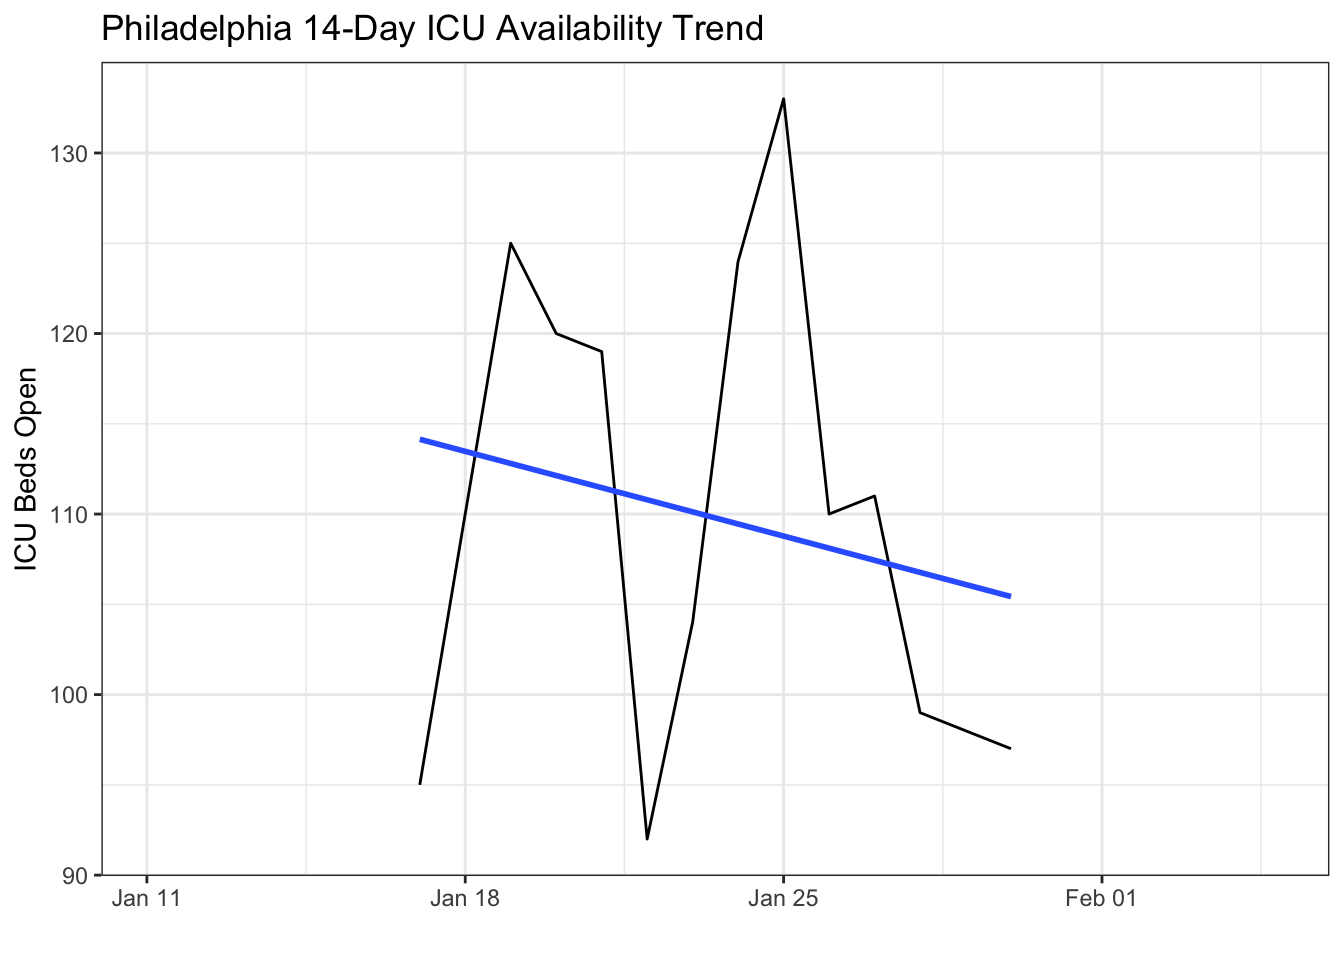 Philadelphia 14-Day ICU Availability Trend
ICU Beds Open
130
120
110
100
90
Jan 11
Jan 18
Jan 25
Feb 01